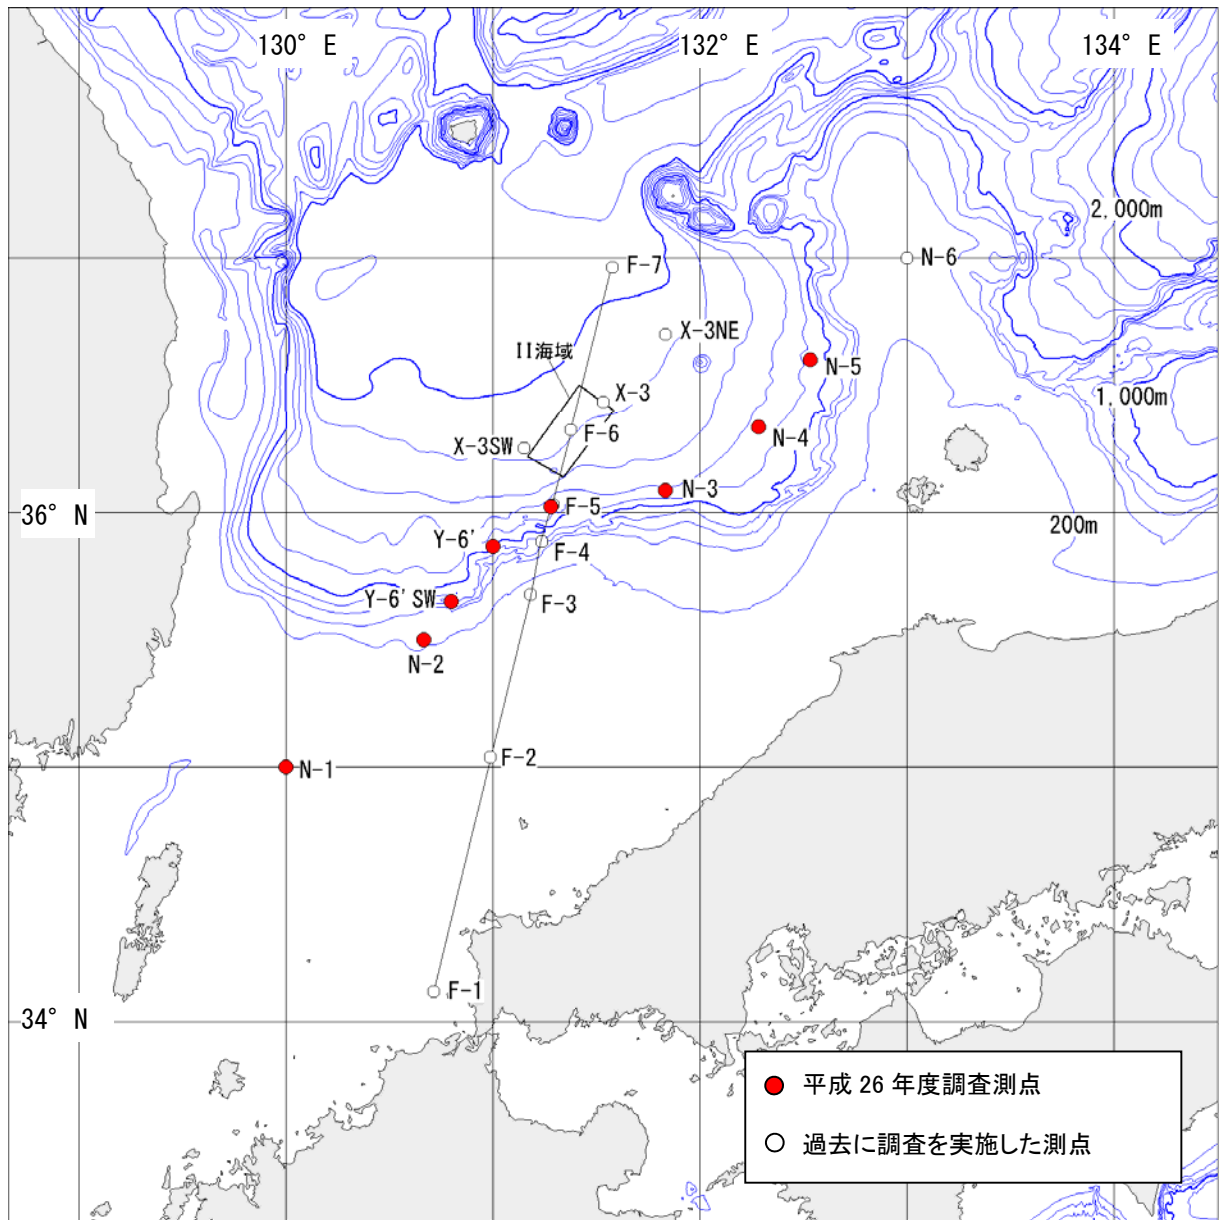 130° E
132° E
134° E
2,000m
N-6
F-7
X-3NE
II海域
N-5
X-3
1,000m
F-6
N-4
X-3SW
N-3
F-5
36° N
200m
Y-6'
F-4
Y-6'SW
F-3
N-2
F-2
N-1
F-1
34° N
平成 26 年度調査測点
過去に調査を実施した測点